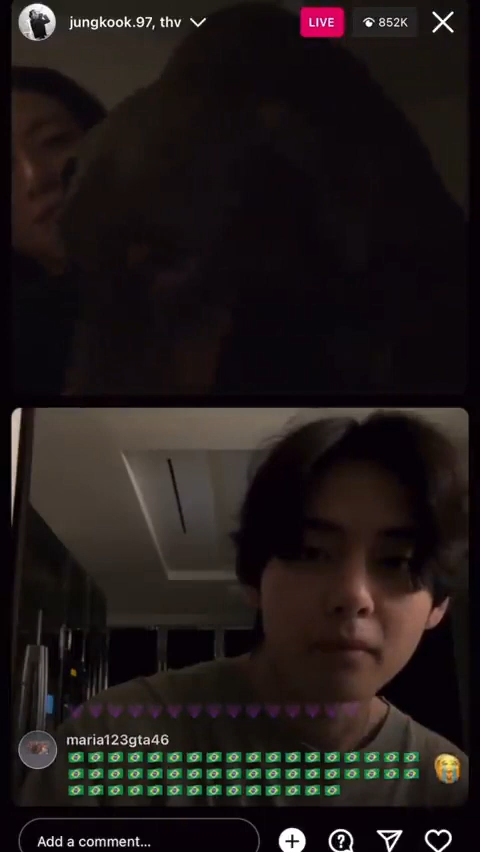 jungkook.97, thv
LIVE
852K
maria123gta46
Add a comment...